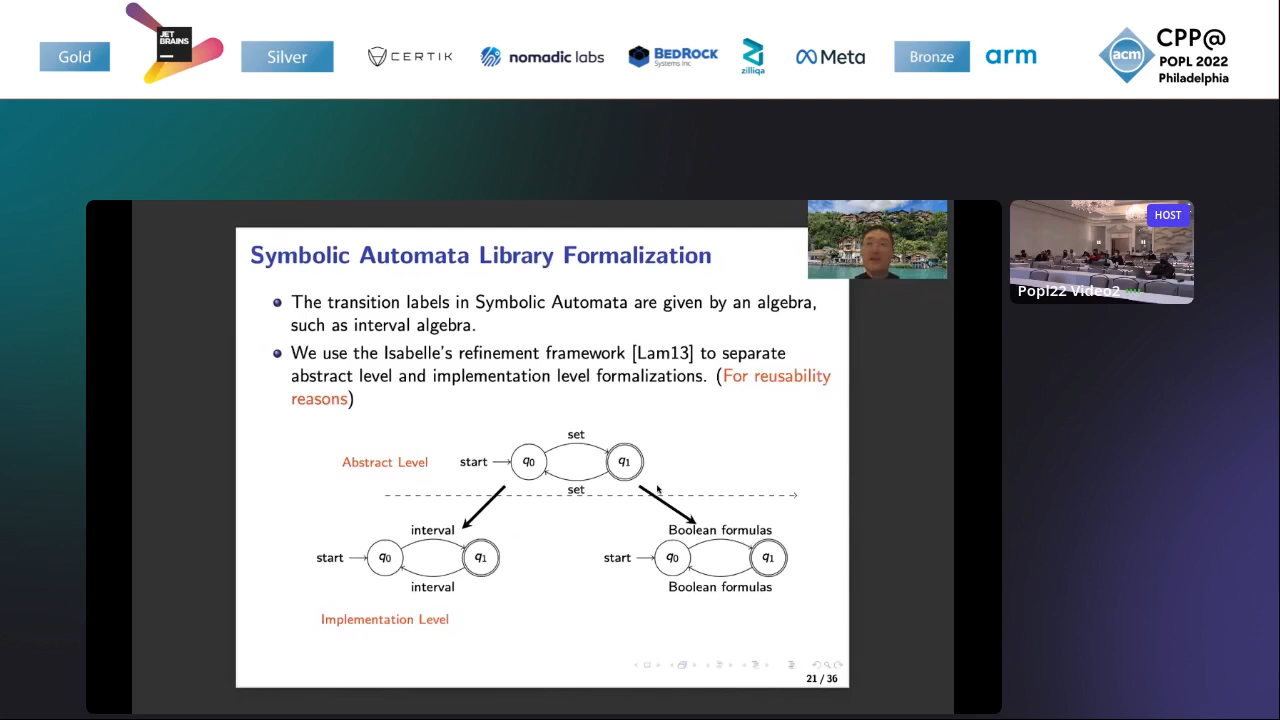 Gold
JET
BRAINS
Silver
CERTIK
nomadic labs
BEDROCK
Systems Inc
zilliqa
Meta
Bronze
arm
acm
CPP@
POPL 2022
Philadelphia
HOST
Popl22 Video2
Symbolic Automata Library Formalization
The transition labels in Symbolic Automata are given by an algebra,
such as interval algebra.
We use the Isabelle's refinement framework [Lam13] to separate
abstract level and implementation level formalizations. (For reusability
reasons)
set
Abstract Level start q0 q1
set
interval Boolean formulas
start q0 q1 start q0 q1
interval Boolean formulas
Implementation Level
21 / 36